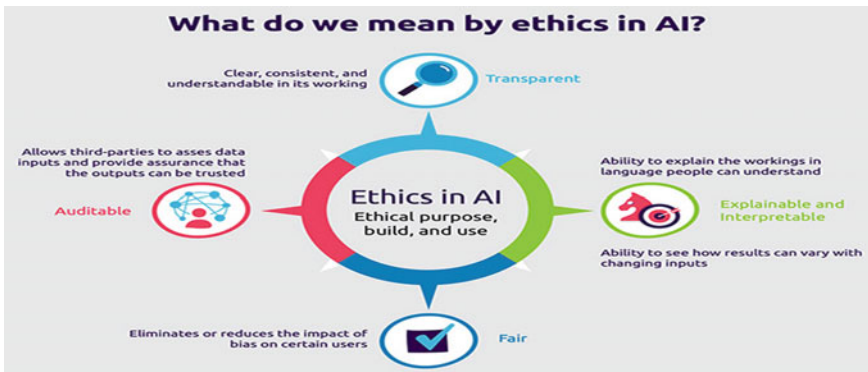 What do we mean by ethics in AI?
Clear, consistent, and
understandable in its working
Transparent
Allows third-parties to asses data
inputs and provide assurance that
the outputs can be trusted
Auditable
Ethics in AI
Ethical purpose,
build, and use
Ability to explain the workings in
language people can understand
Explainable and
Interpretable
Ability to see how results can vary with
changing inputs
Eliminates or reduces the impact of
bias on certain users
Fair